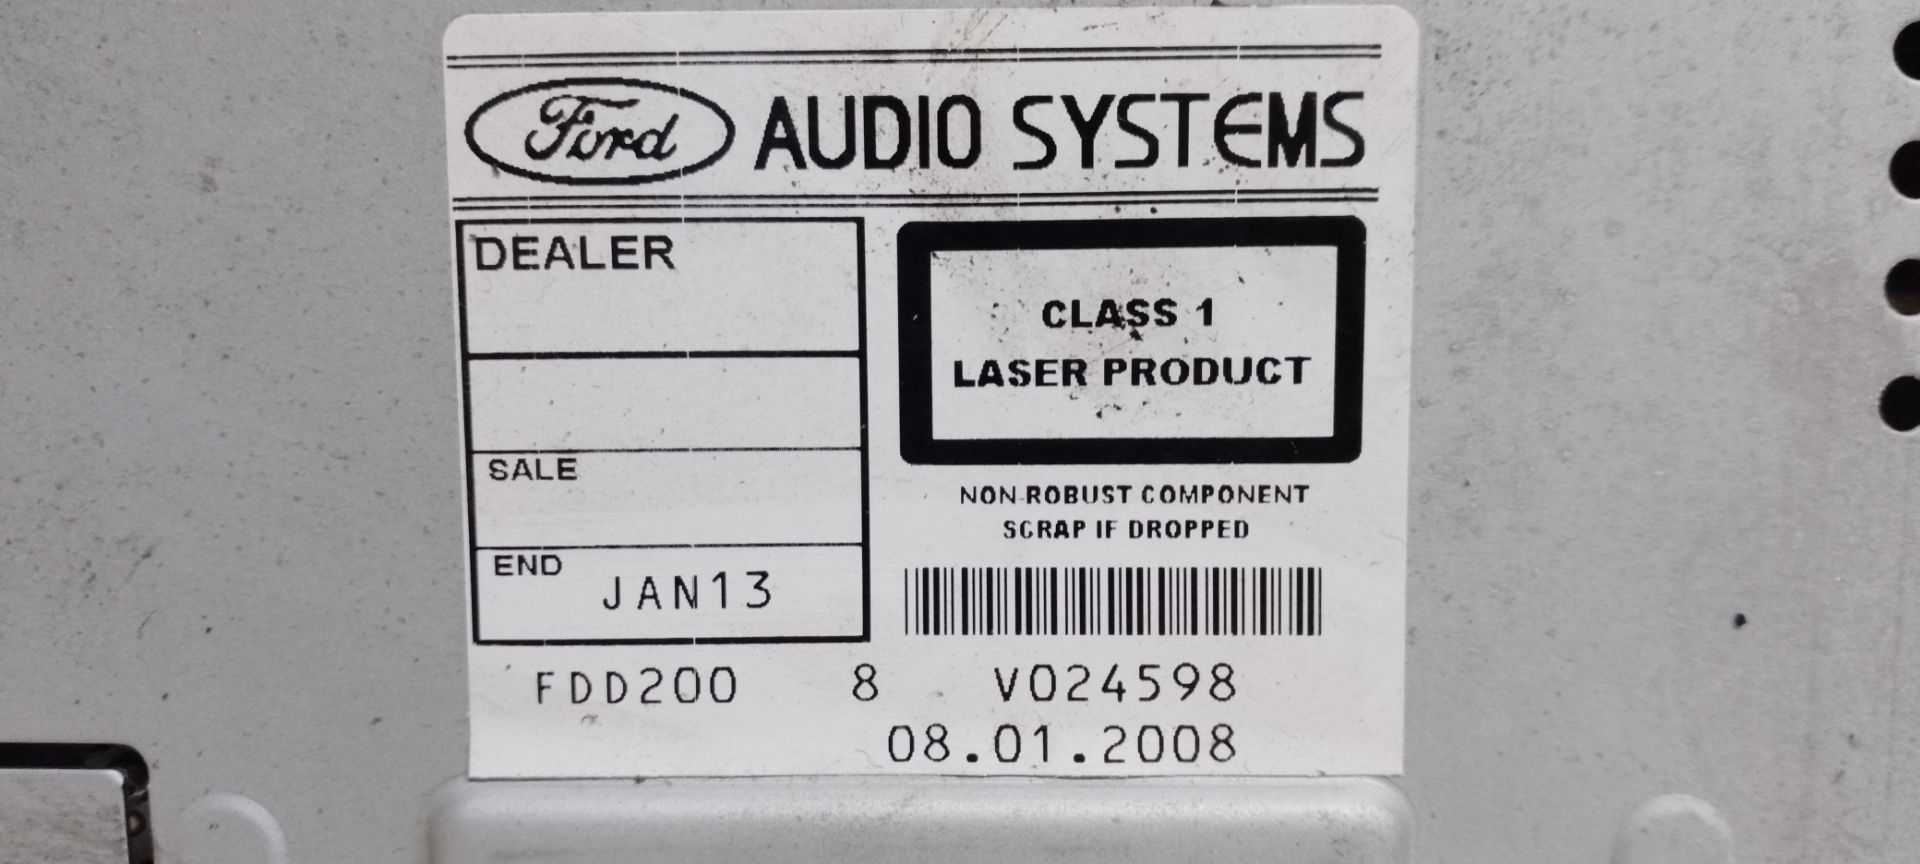 Ford AUDIO SYSTEMS
DEALER
SALE
END JAN13
CLASS 1
LASER PRODUCT
NON-ROBUST COMPONENT
SCRAP IF DROPPED
FDD200 8 V024598
08.01.2008